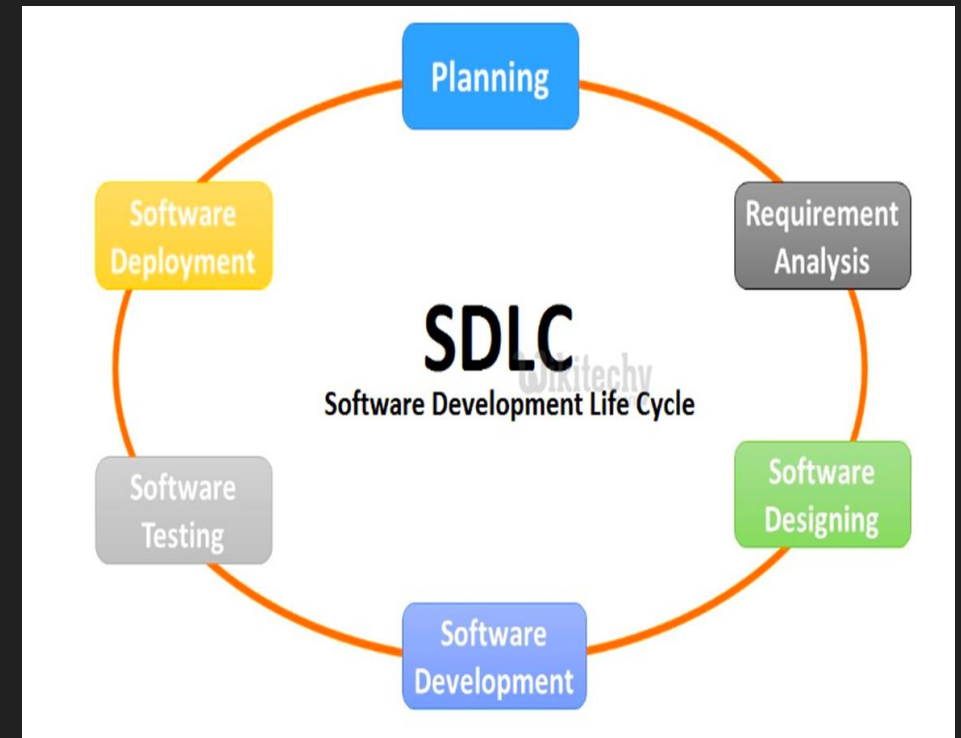 Planning
Requirement
Analysis
Software
Designing
Software
Development
Software
Testing
Software
Deployment
SDLC
Wikitechy
Software Development Life Cycle